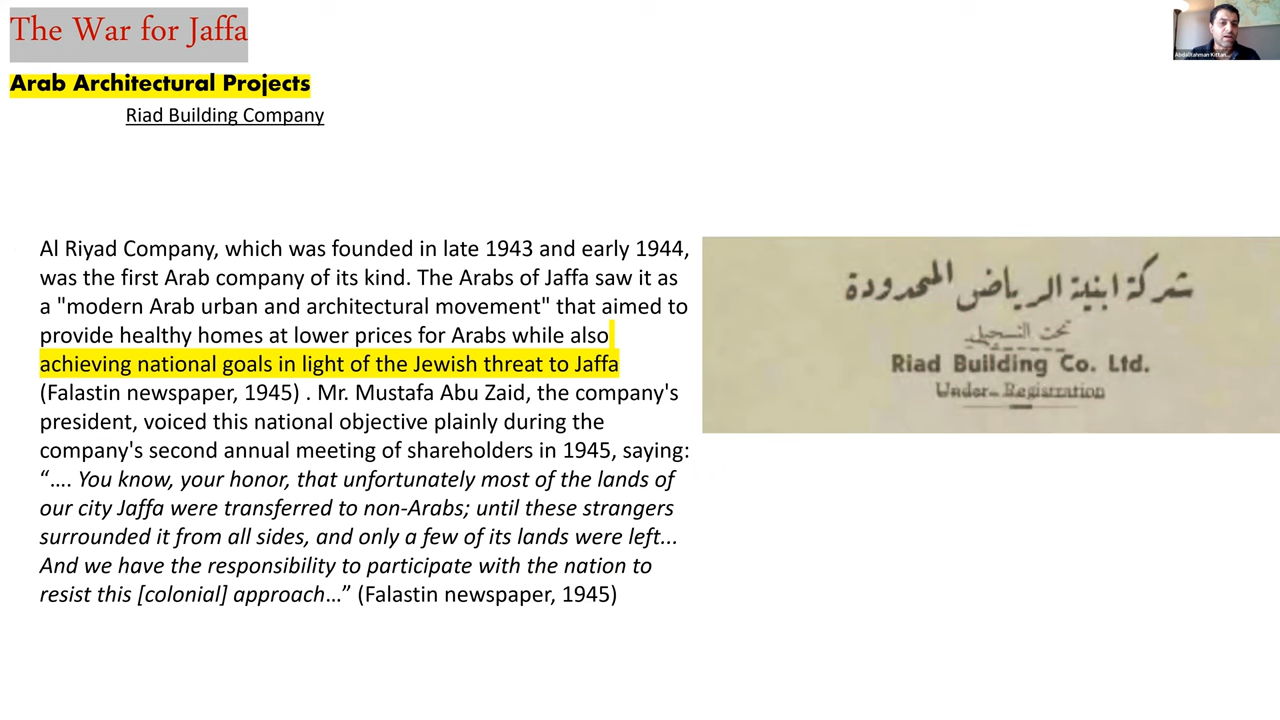 The War for Jaffa
Arab Architectural Projects
Riad Building Company
Al Riyad Company, which was founded in late 1943 and early 1944,
was the first Arab company of its kind. The Arabs of Jaffa saw it as
a "modern Arab urban and architectural movement" that aimed to
provide healthy homes at lower prices for Arabs while also
achieving national goals in light of the Jewish threat to Jaffa
(Falastin newspaper, 1945) . Mr. Mustafa Abu Zaid, the company's
president, voiced this national objective plainly during the
company's second annual meeting of shareholders in 1945, saying:
“…. You know, your honor, that unfortunately most of the lands of
our city Jaffa were transferred to non-Arabs; until these strangers
surrounded it from all sides, and only a few of its lands were left...
And we have the responsibility to participate with the nation to
resist this [colonial] approach…” (Falastin newspaper, 1945)
شركة ابنية الرياض المحدودة
تحت التسجيل
Riad Building Co. Ltd.
Under-Registration
Abdalrahman Kittan...